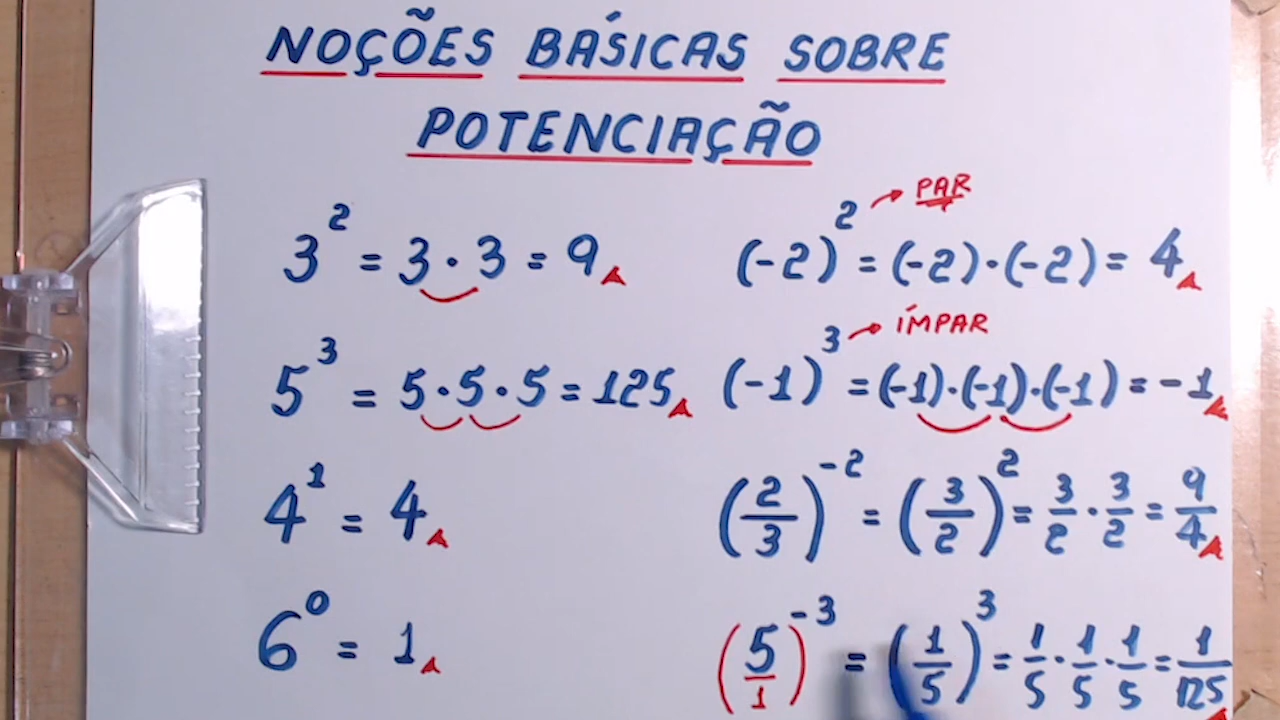 NOÇÕES BÁSICAS SOBRE
POTENCIAÇÃO
3² = 3 · 3 = 9
5³ = 5 · 5 · 5 = 125
4¹ = 4
6⁰ = 1
PAR
(-2)² = (-2) · (-2) = 4
ÍMPAR
(-1)³ = (-1) · (-1) · (-1) = -1
(2/3)⁻² = (3/2)² = 3/2 · 3/2 = 9/4
(5/1)⁻³ = (1/5)³ = 1/5 · 1/5 · 1/5 = 1/125